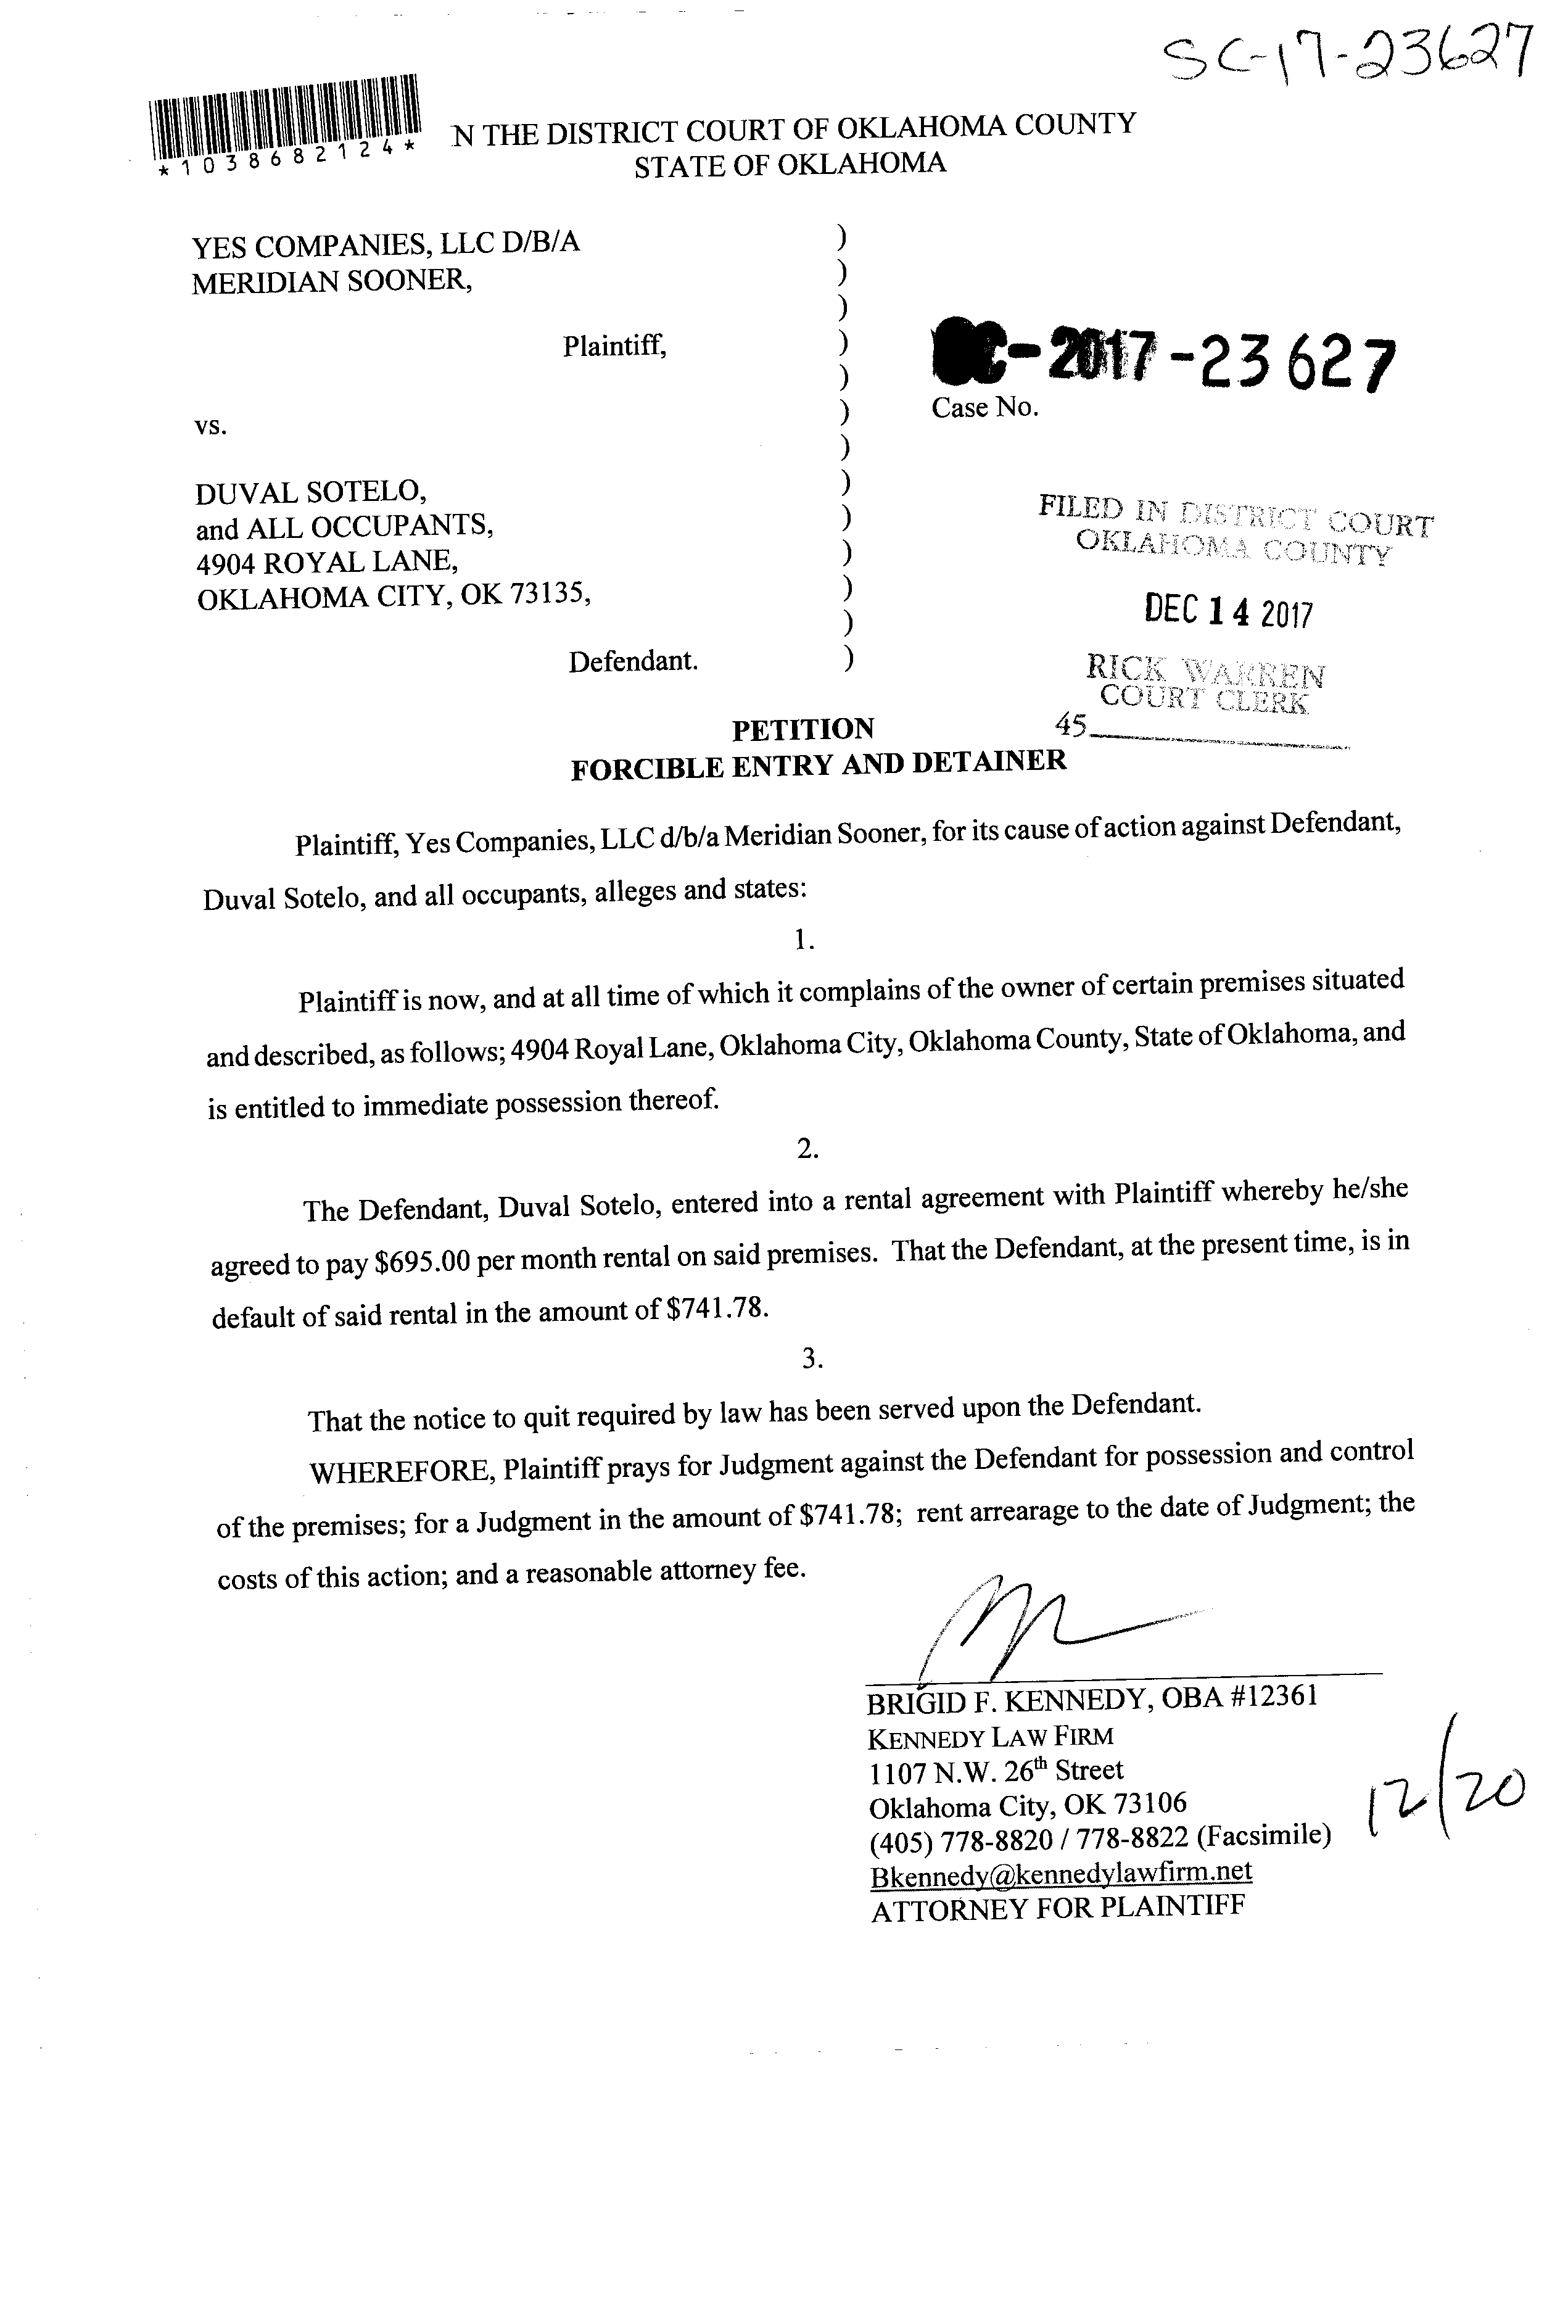 SC-17-23627
*1038682124*
N THE DISTRICT COURT OF OKLAHOMA COUNTY
STATE OF OKLAHOMA
YES COMPANIES, LLC D/B/A )
MERIDIAN SOONER, )
)
Plaintiff, )
)
C-2017-23627
vs. )
Case No.
)
DUVAL SOTELO, )
and ALL OCCUPANTS, )
4904 ROYAL LANE, )
OKLAHOMA CITY, OK 73135, )
)
Defendant. )
FILED IN DISTRICT COURT
OKLAHOMA COUNTY
DEC 14 2017
RICK WARREN
COURT CLERK
45
PETITION
FORCIBLE ENTRY AND DETAINER
Plaintiff, Yes Companies, LLC d/b/a Meridian Sooner, for its cause of action against Defendant,
Duval Sotelo, and all occupants, alleges and states:
1.
Plaintiff is now, and at all time of which it complains of the owner of certain premises situated
and described, as follows; 4904 Royal Lane, Oklahoma City, Oklahoma County, State of Oklahoma, and
is entitled to immediate possession thereof.
2.
The Defendant, Duval Sotelo, entered into a rental agreement with Plaintiff whereby he/she
agreed to pay $695.00 per month rental on said premises. That the Defendant, at the present time, is in
default of said rental in the amount of $741.78.
3.
That the notice to quit required by law has been served upon the Defendant.
WHEREFORE, Plaintiff prays for Judgment against the Defendant for possession and control
of the premises; for a Judgment in the amount of $741.78; rent arrearage to the date of Judgment; the
costs of this action; and a reasonable attorney fee.
BRIGID F. KENNEDY, OBA #12361
KENNEDY LAW FIRM
1107 N.W. 26th Street
Oklahoma City, OK 73106
(405) 778-8820 / 778-8822 (Facsimile)
Bkennedy@kennedylawfirm.net
ATTORNEY FOR PLAINTIFF
12/20